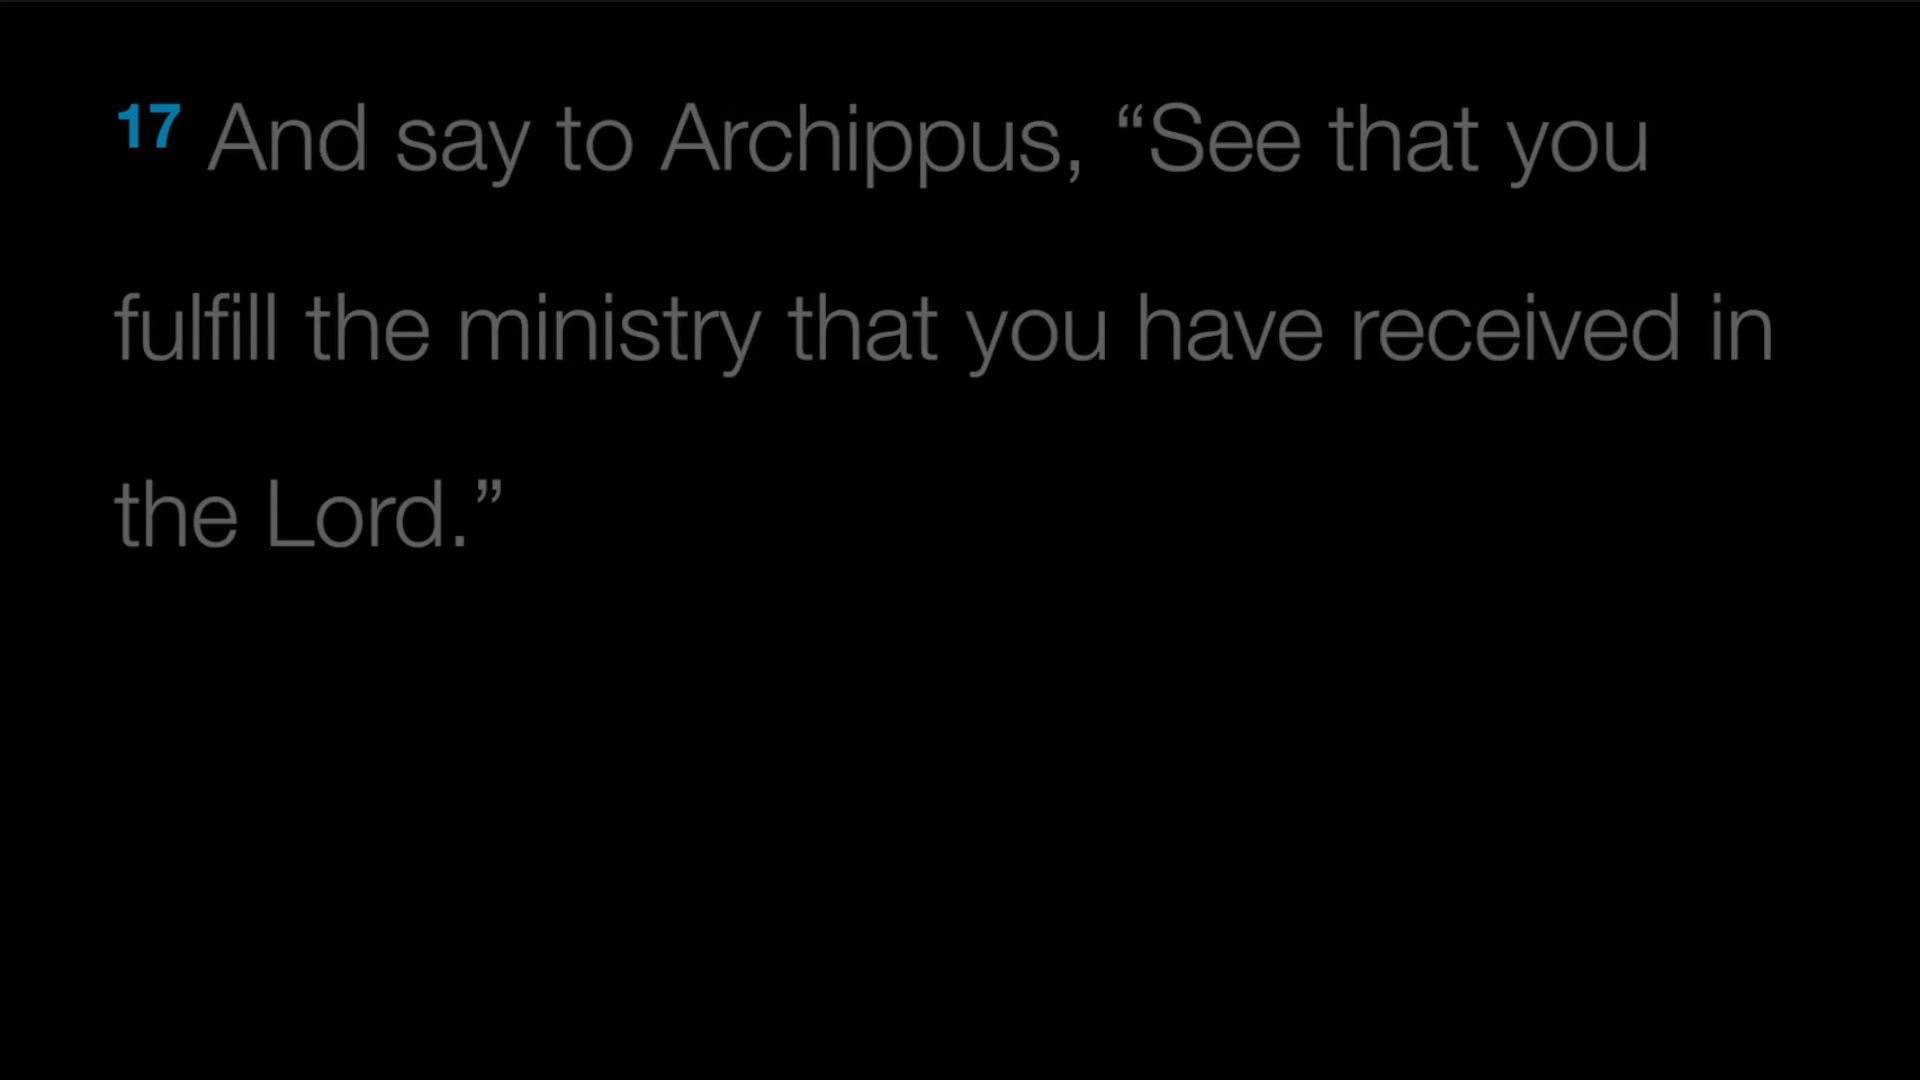 17 And say to Archippus, “See that you
fulfill the ministry that you have received in
the Lord.”